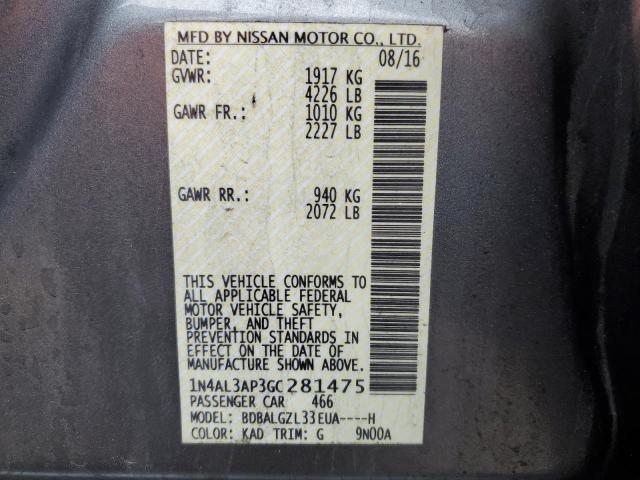 MFD BY NISSAN MOTOR CO., LTD.
DATE: 08/16
GVWR: 1917 KG
4226 LB
GAWR FR.: 1010 KG
2227 LB
GAWR RR.: 940 KG
2072 LB
THIS VEHICLE CONFORMS TO
ALL APPLICABLE FEDERAL
MOTOR VEHICLE SAFETY,
BUMPER, AND THEFT
PREVENTION STANDARDS IN
EFFECT ON THE DATE OF
MANUFACTURE SHOWN ABOVE.
1N4AL3AP3GC281475
PASSENGER CAR 466
MODEL: BDBALGZL33EUA----H
COLOR: KAD TRIM: G 9N00A